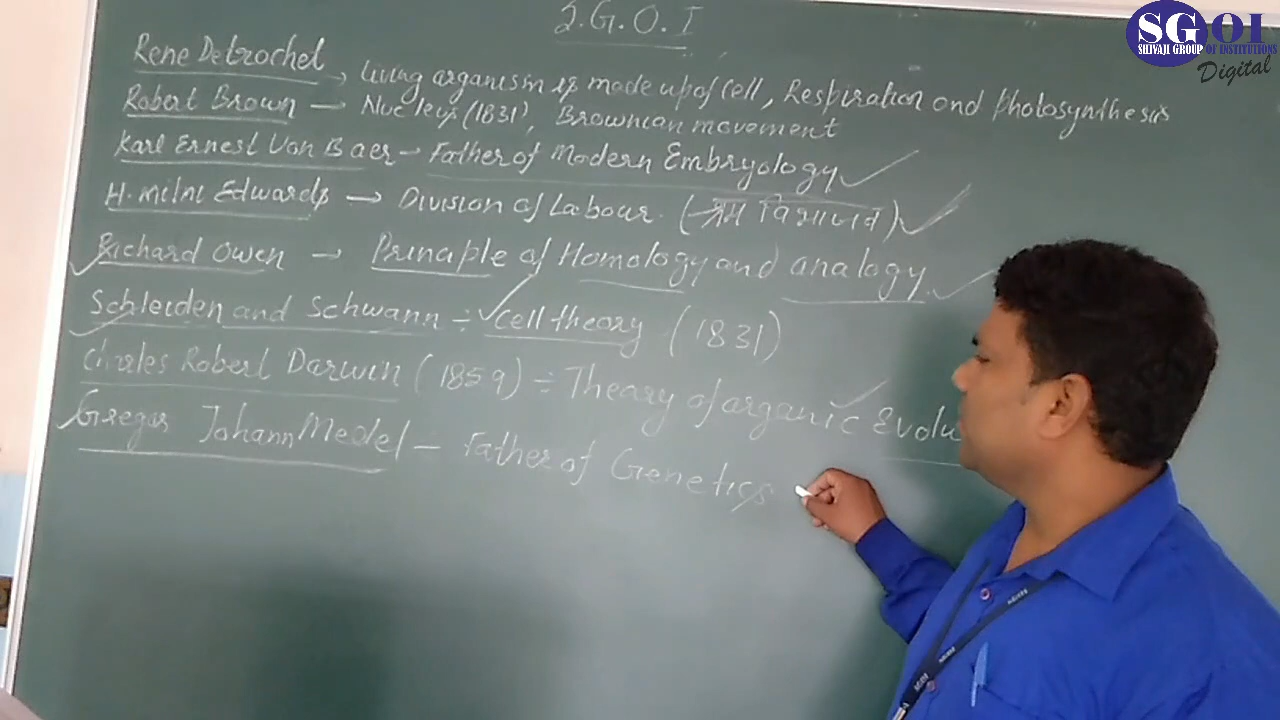 S.G.O.I
SGOI
SHIVAJI GROUP OF INSTITUTIONS
Digital
Rene Detrochet
→ Living organism is made up of cell, Respiration and Photosynthesis
Robert Brown → Nucleus (1831), Brownian movement
Karl Ernest Von Baer - Father of Modern Embryology ✓
H. Milne Edwards → Division of Labour. (श्रम विभाजन) ✓
Richard Owen → Principle of Homology and analogy ✓
Schleiden and Schwann ÷ cell theory (1831)
Charles Robert Darwin (1859) ÷ Theory of organic Evolu
Gregor Johann Medel - Father of Genetics